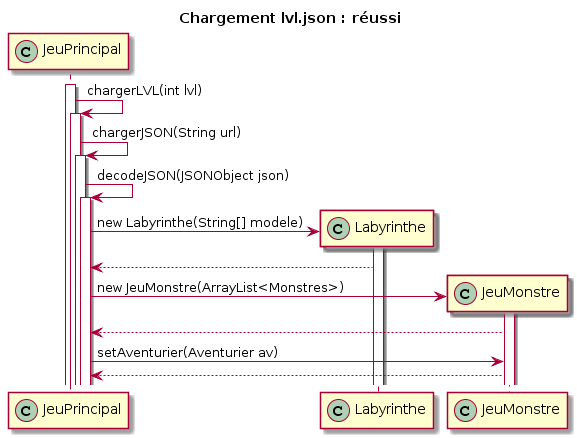 Chargement lvl.json : réussi
C JeuPrincipal
chargerLVL(int lvl)
chargerJSON(String url)
decodeJSON(JSONObject json)
new Labyrinthe(String[] modele)
C Labyrinthe
new JeuMonstre(ArrayList<Monstres>)
C JeuMonstre
setAventurier(Aventurier av)
C JeuPrincipal
C Labyrinthe
C JeuMonstre